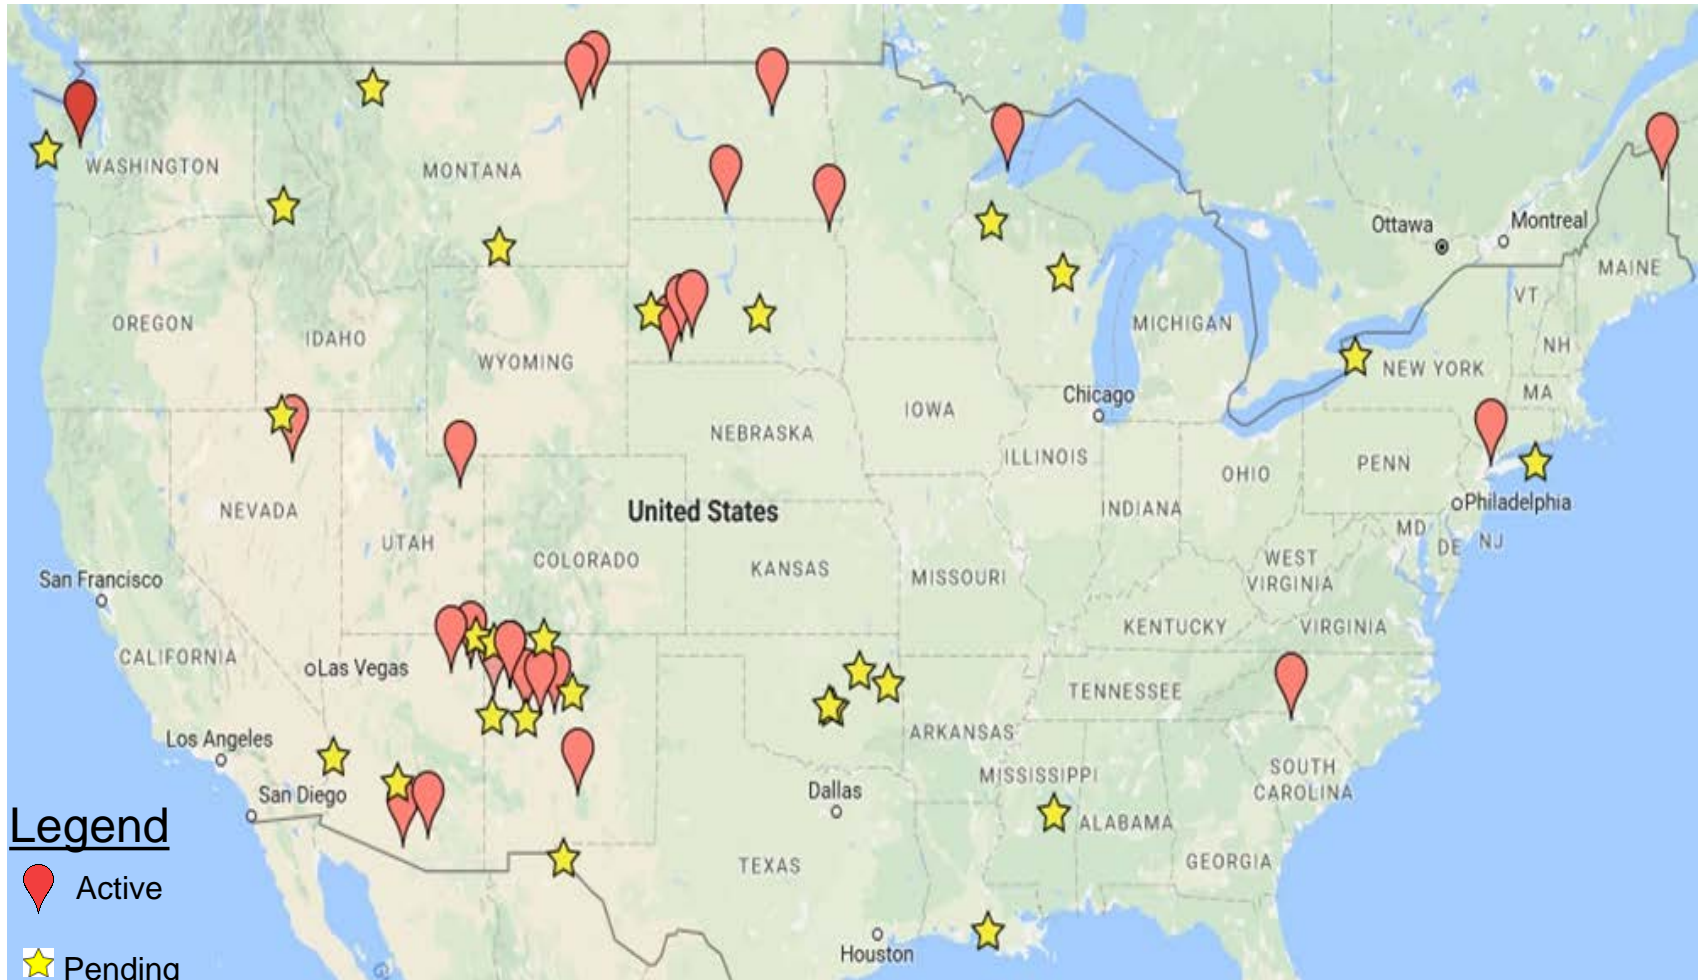 Ottawa
Montreal
WASHINGTON
MONTANA
MAINE
VT
OREGON
IDAHO
WYOMING
MICHIGAN
NH
NEW YORK
MA
Chicago
IOWA
NEBRASKA
ILLINOIS
OHIO
PENN
NEVADA
United States
INDIANA
Philadelphia
MD
DE
NJ
UTAH
COLORADO
KANSAS
MISSOURI
WEST
VIRGINIA
San Francisco
KENTUCKY
VIRGINIA
CALIFORNIA
Las Vegas
TENNESSEE
Los Angeles
ARKANSAS
MISSISSIPPI
SOUTH
CAROLINA
San Diego
Dallas
ALABAMA
Legend
TEXAS
GEORGIA
Active
Houston
Pending